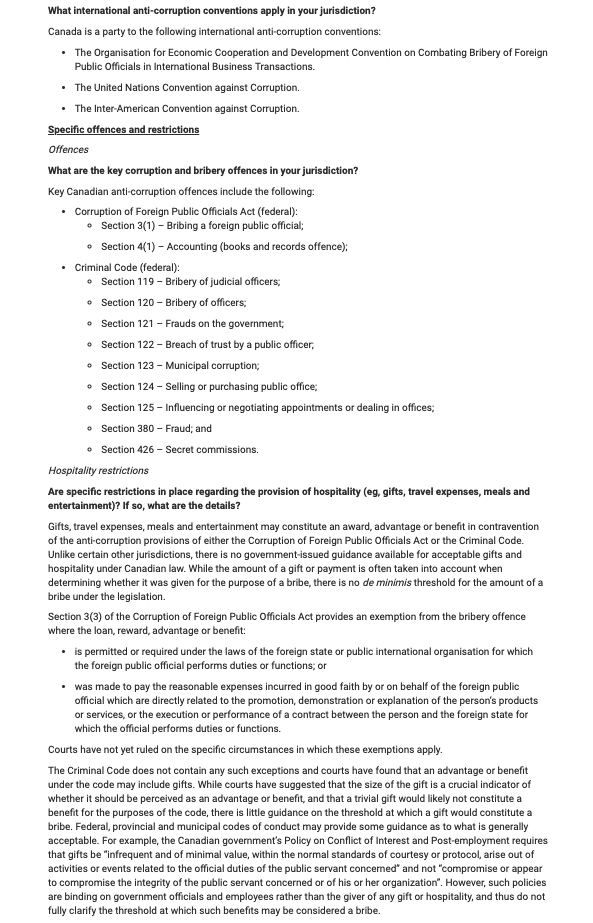 What international anti-corruption conventions apply in your jurisdiction?
Canada is a party to the following international anti-corruption conventions:
• The Organisation for Economic Cooperation and Development Convention on Combating Bribery of Foreign
Public Officials in International Business Transactions.
• The United Nations Convention against Corruption.
• The Inter-American Convention against Corruption.
Specific offences and restrictions
Offences
What are the key corruption and bribery offences in your jurisdiction?
Key Canadian anti-corruption offences include the following:
• Corruption of Foreign Public Officials Act (federal):
◦ Section 3(1) – Bribing a foreign public official;
◦ Section 4(1) – Accounting (books and records offence);
• Criminal Code (federal):
◦ Section 119 – Bribery of judicial officers;
◦ Section 120 – Bribery of officers;
◦ Section 121 – Frauds on the government;
◦ Section 122 – Breach of trust by a public officer;
◦ Section 123 – Municipal corruption;
◦ Section 124 – Selling or purchasing public office;
◦ Section 125 – Influencing or negotiating appointments or dealing in offices;
◦ Section 380 – Fraud; and
◦ Section 426 – Secret commissions.
Hospitality restrictions
Are specific restrictions in place regarding the provision of hospitality (eg, gifts, travel expenses, meals and
entertainment)? If so, what are the details?
Gifts, travel expenses, meals and entertainment may constitute an award, advantage or benefit in contravention
of the anti-corruption provisions of either the Corruption of Foreign Public Officials Act or the Criminal Code.
Unlike certain other jurisdictions, there is no government-issued guidance available for acceptable gifts and
hospitality under Canadian law. While the amount of a gift or payment is often taken into account when
determining whether it was given for the purpose of a bribe, there is no de minimis threshold for the amount of a
bribe under the legislation.
Section 3(3) of the Corruption of Foreign Public Officials Act provides an exemption from the bribery offence
where the loan, reward, advantage or benefit:
• is permitted or required under the laws of the foreign state or public international organisation for which
the foreign public official performs duties or functions; or
• was made to pay the reasonable expenses incurred in good faith by or on behalf of the foreign public
official which are directly related to the promotion, demonstration or explanation of the person's products
or services, or the execution or performance of a contract between the person and the foreign state for
which the official performs duties or functions.
Courts have not yet ruled on the specific circumstances in which these exemptions apply.
The Criminal Code does not contain any such exceptions and courts have found that an advantage or benefit
under the code may include gifts. While courts have suggested that the size of the gift is a crucial indicator of
whether it should be perceived as an advantage or benefit, and that a trivial gift would likely not constitute a
benefit for the purposes of the code, there is little guidance on the threshold at which a gift would constitute a
bribe. Federal, provincial and municipal codes of conduct may provide some guidance as to what is generally
acceptable. For example, the Canadian government's Policy on Conflict of Interest and Post-employment requires
that gifts be "infrequent and of minimal value, within the normal standards of courtesy or protocol, arise out of
activities or events related to the official duties of the public servant concerned" and not "compromise or appear
to compromise the integrity of the public servant concerned or of his or her organization". However, such policies
are binding on government officials and employees rather than the giver of any gift or hospitality, and thus do not
fully clarify the threshold at which such benefits may be considered a bribe.